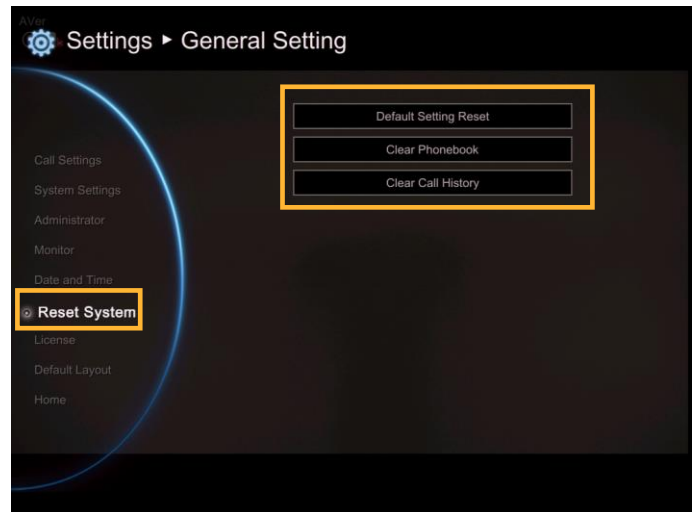 AVer
Settings ▸ General Setting
Default Setting Reset
Clear Phonebook
Clear Call History
Call Settings
System Settings
Administrator
Monitor
Date and Time
Reset System
License
Default Layout
Home